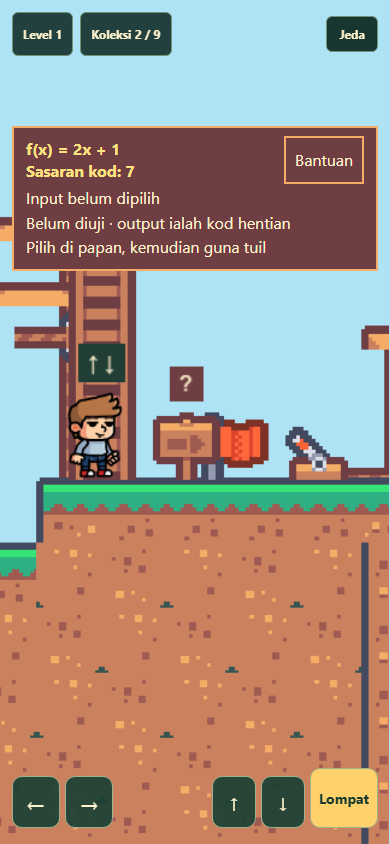 Level 1
Koleksi 2 / 9
Jeda
f(x) = 2x + 1
Sasaran kod: 7
Bantuan
Input belum dipilih
Belum diuji · output ialah kod hentian
Pilih di papan, kemudian guna tuil
↑↓
?
←
→
↑
↓
Lompat